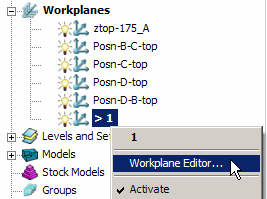 Workplanes
ztop-175_A
Posn-B-C-top
Posn-C-top
Posn-D-top
Posn-D-B-top
> 1
Levels and Se
1
Models
Workplane Editor...
Stock Models
Groups
Activate